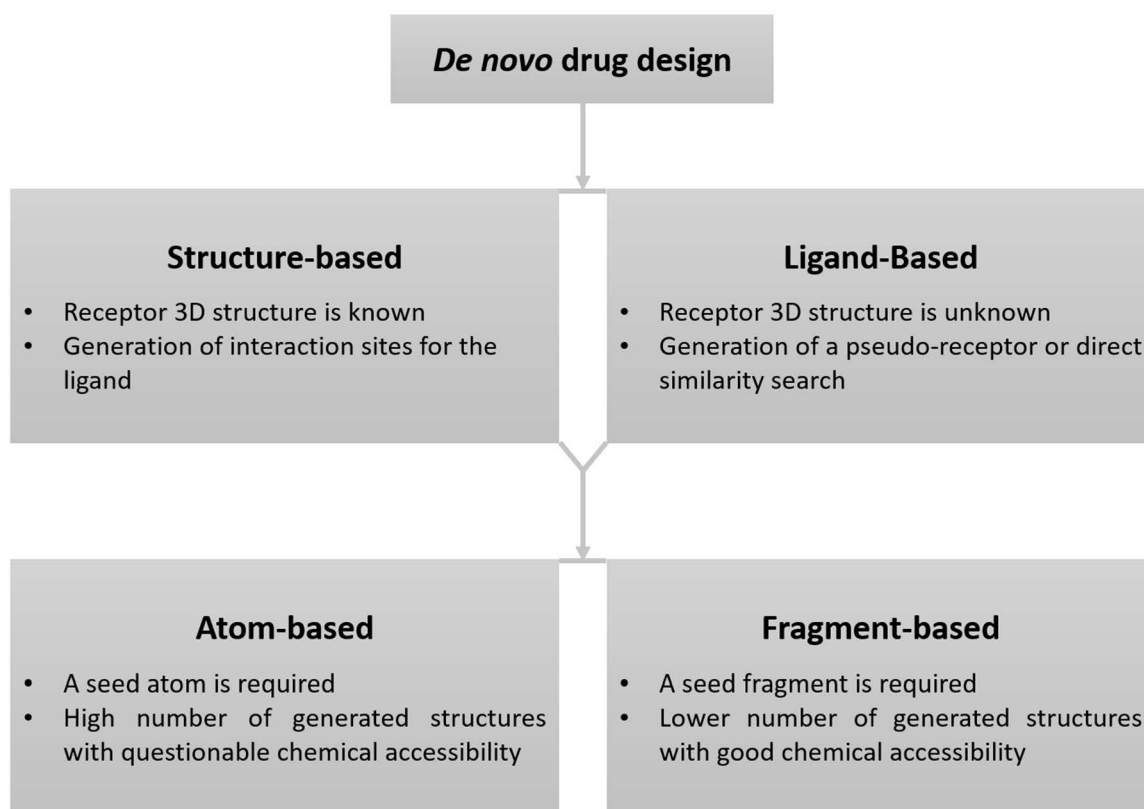 De novo drug design
Structure-based
• Receptor 3D structure is known
• Generation of interaction sites for the
ligand
Ligand-Based
• Receptor 3D structure is unknown
• Generation of a pseudo-receptor or direct
similarity search
Atom-based
• A seed atom is required
• High number of generated structures
with questionable chemical accessibility
Fragment-based
• A seed fragment is required
• Lower number of generated structures
with good chemical accessibility